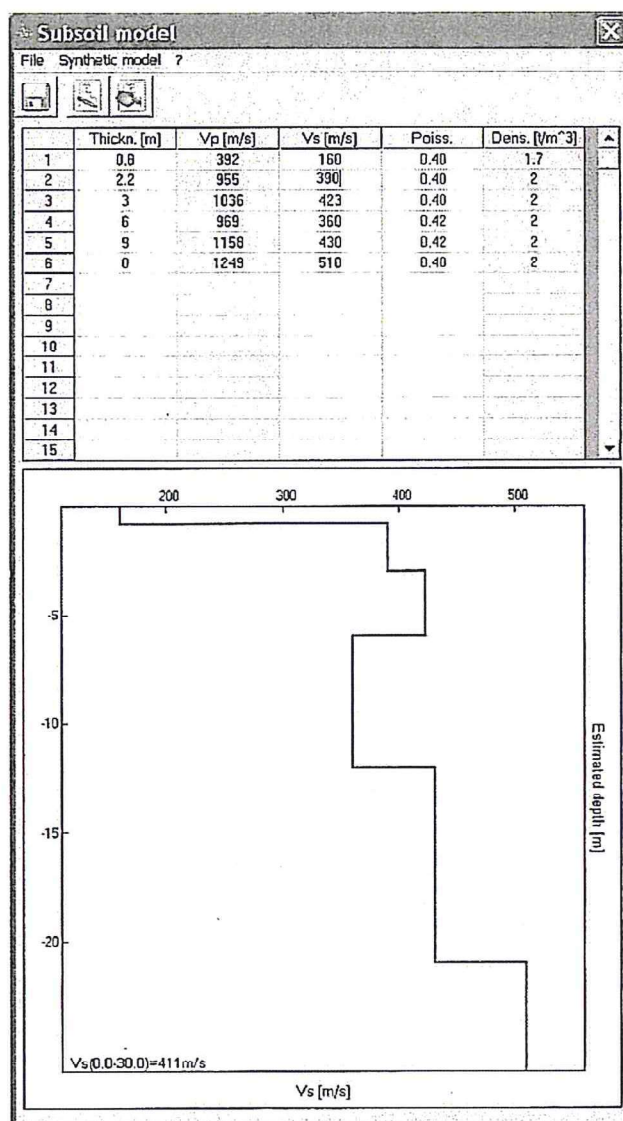 Subsoil model
File Synthetic model ?
Thickn. [m] Vp [m/s] Vs [m/s] Poiss. Dens. [t/m^3]
1 0.8 392 160 0.40 1.7
2 2.2 955 390 0.40 2
3 3 1036 423 0.40 2
4 6 969 360 0.42 2
5 9 1158 430 0.42 2
6 0 1249 510 0.40 2
7
8
9
10
11
12
13
14
15
200 300 400 500
-5
-10
-15
-20
Estimated depth [m]
Vs(0.0-30.0)=411m/s
Vs [m/s]